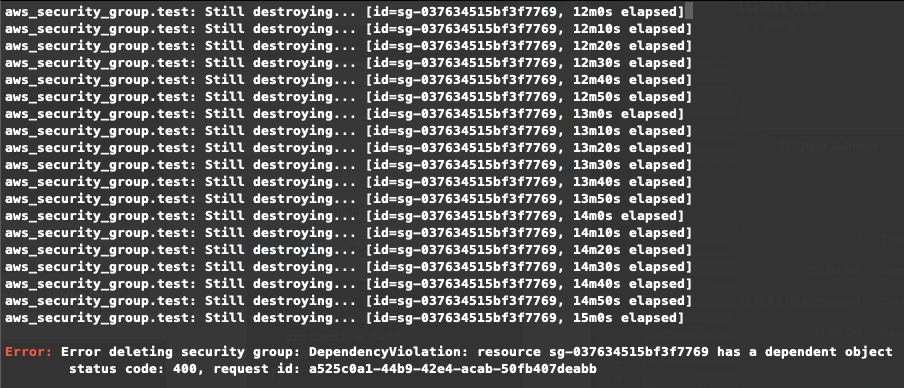 aws_security_group.test: Still destroying... [id=sg-037634515bf3f7769, 12m0s elapsed]
aws_security_group.test: Still destroying... [id=sg-037634515bf3f7769, 12m10s elapsed]
aws_security_group.test: Still destroying... [id=sg-037634515bf3f7769, 12m20s elapsed]
aws_security_group.test: Still destroying... [id=sg-037634515bf3f7769, 12m30s elapsed]
aws_security_group.test: Still destroying... [id=sg-037634515bf3f7769, 12m40s elapsed]
aws_security_group.test: Still destroying... [id=sg-037634515bf3f7769, 12m50s elapsed]
aws_security_group.test: Still destroying... [id=sg-037634515bf3f7769, 13m0s elapsed]
aws_security_group.test: Still destroying... [id=sg-037634515bf3f7769, 13m10s elapsed]
aws_security_group.test: Still destroying... [id=sg-037634515bf3f7769, 13m20s elapsed]
aws_security_group.test: Still destroying... [id=sg-037634515bf3f7769, 13m30s elapsed]
aws_security_group.test: Still destroying... [id=sg-037634515bf3f7769, 13m40s elapsed]
aws_security_group.test: Still destroying... [id=sg-037634515bf3f7769, 13m50s elapsed]
aws_security_group.test: Still destroying... [id=sg-037634515bf3f7769, 14m0s elapsed]
aws_security_group.test: Still destroying... [id=sg-037634515bf3f7769, 14m10s elapsed]
aws_security_group.test: Still destroying... [id=sg-037634515bf3f7769, 14m20s elapsed]
aws_security_group.test: Still destroying... [id=sg-037634515bf3f7769, 14m30s elapsed]
aws_security_group.test: Still destroying... [id=sg-037634515bf3f7769, 14m40s elapsed]
aws_security_group.test: Still destroying... [id=sg-037634515bf3f7769, 14m50s elapsed]
aws_security_group.test: Still destroying... [id=sg-037634515bf3f7769, 15m0s elapsed]
Error: Error deleting security group: DependencyViolation: resource sg-037634515bf3f7769 has a dependent object
status code: 400, request id: a525c0a1-44b9-42e4-acab-50fb407deabb